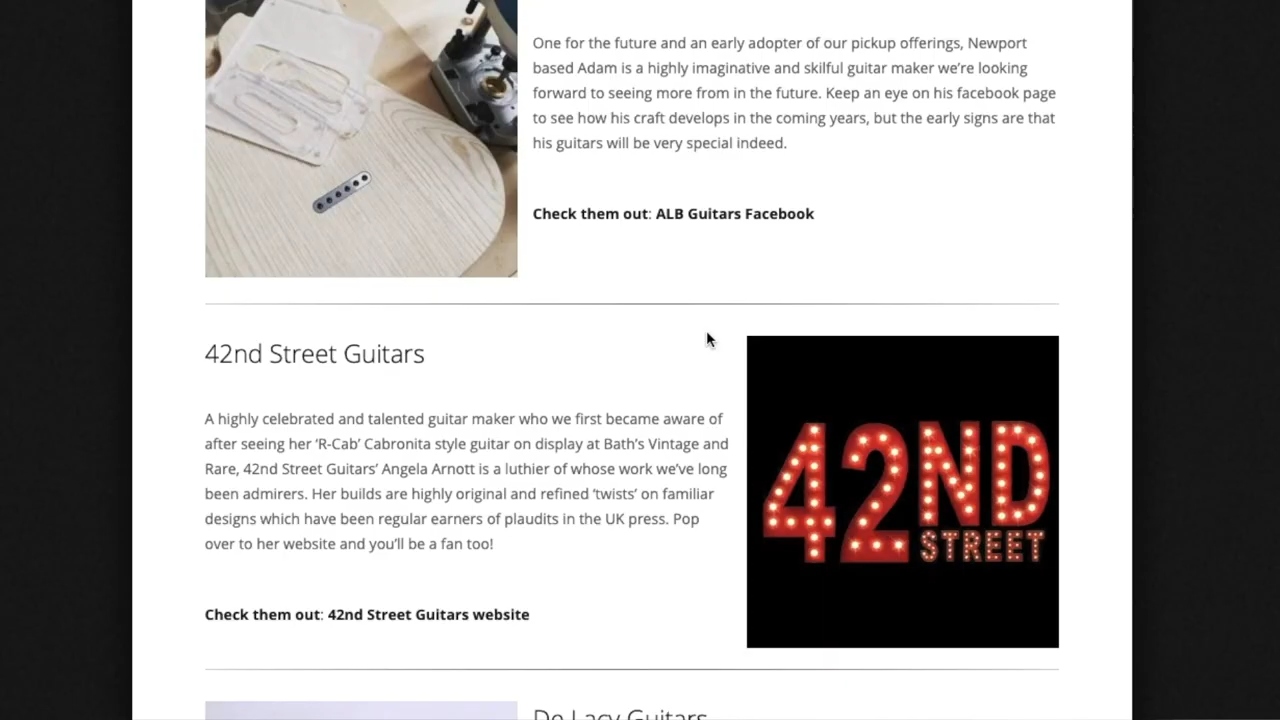 One for the future and an early adopter of our pickup offerings, Newport
based Adam is a highly imaginative and skilful guitar maker we’re looking
forward to seeing more from in the future. Keep an eye on his facebook page
to see how his craft develops in the coming years, but the early signs are that
his guitars will be very special indeed.
Check them out: ALB Guitars Facebook
42nd Street Guitars
A highly celebrated and talented guitar maker who we first became aware of
after seeing her ‘R-Cab’ Cabronita style guitar on display at Bath’s Vintage and
Rare, 42nd Street Guitars’ Angela Arnott is a luthier of whose work we’ve long
been admirers. Her builds are highly original and refined ‘twists’ on familiar
designs which have been regular earners of plaudits in the UK press. Pop
over to her website and you’ll be a fan too!
Check them out: 42nd Street Guitars website
42ND
STREET
De Lacy Guitars